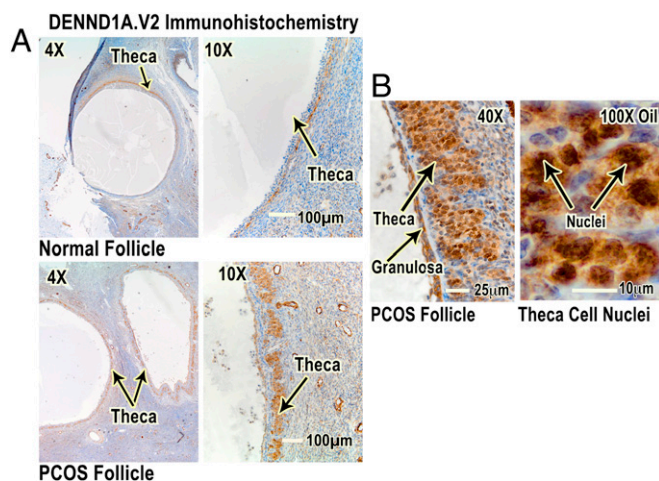 DENND1A.V2 Immunohistochemistry
A
4X
Theca
10X
Theca
100µm
Normal Follicle
4X
Theca
10X
Theca
100µm
PCOS Follicle
B
40X
Theca
Granulosa
25µm
PCOS Follicle
100X Oil
Nuclei
10µm
Theca Cell Nuclei